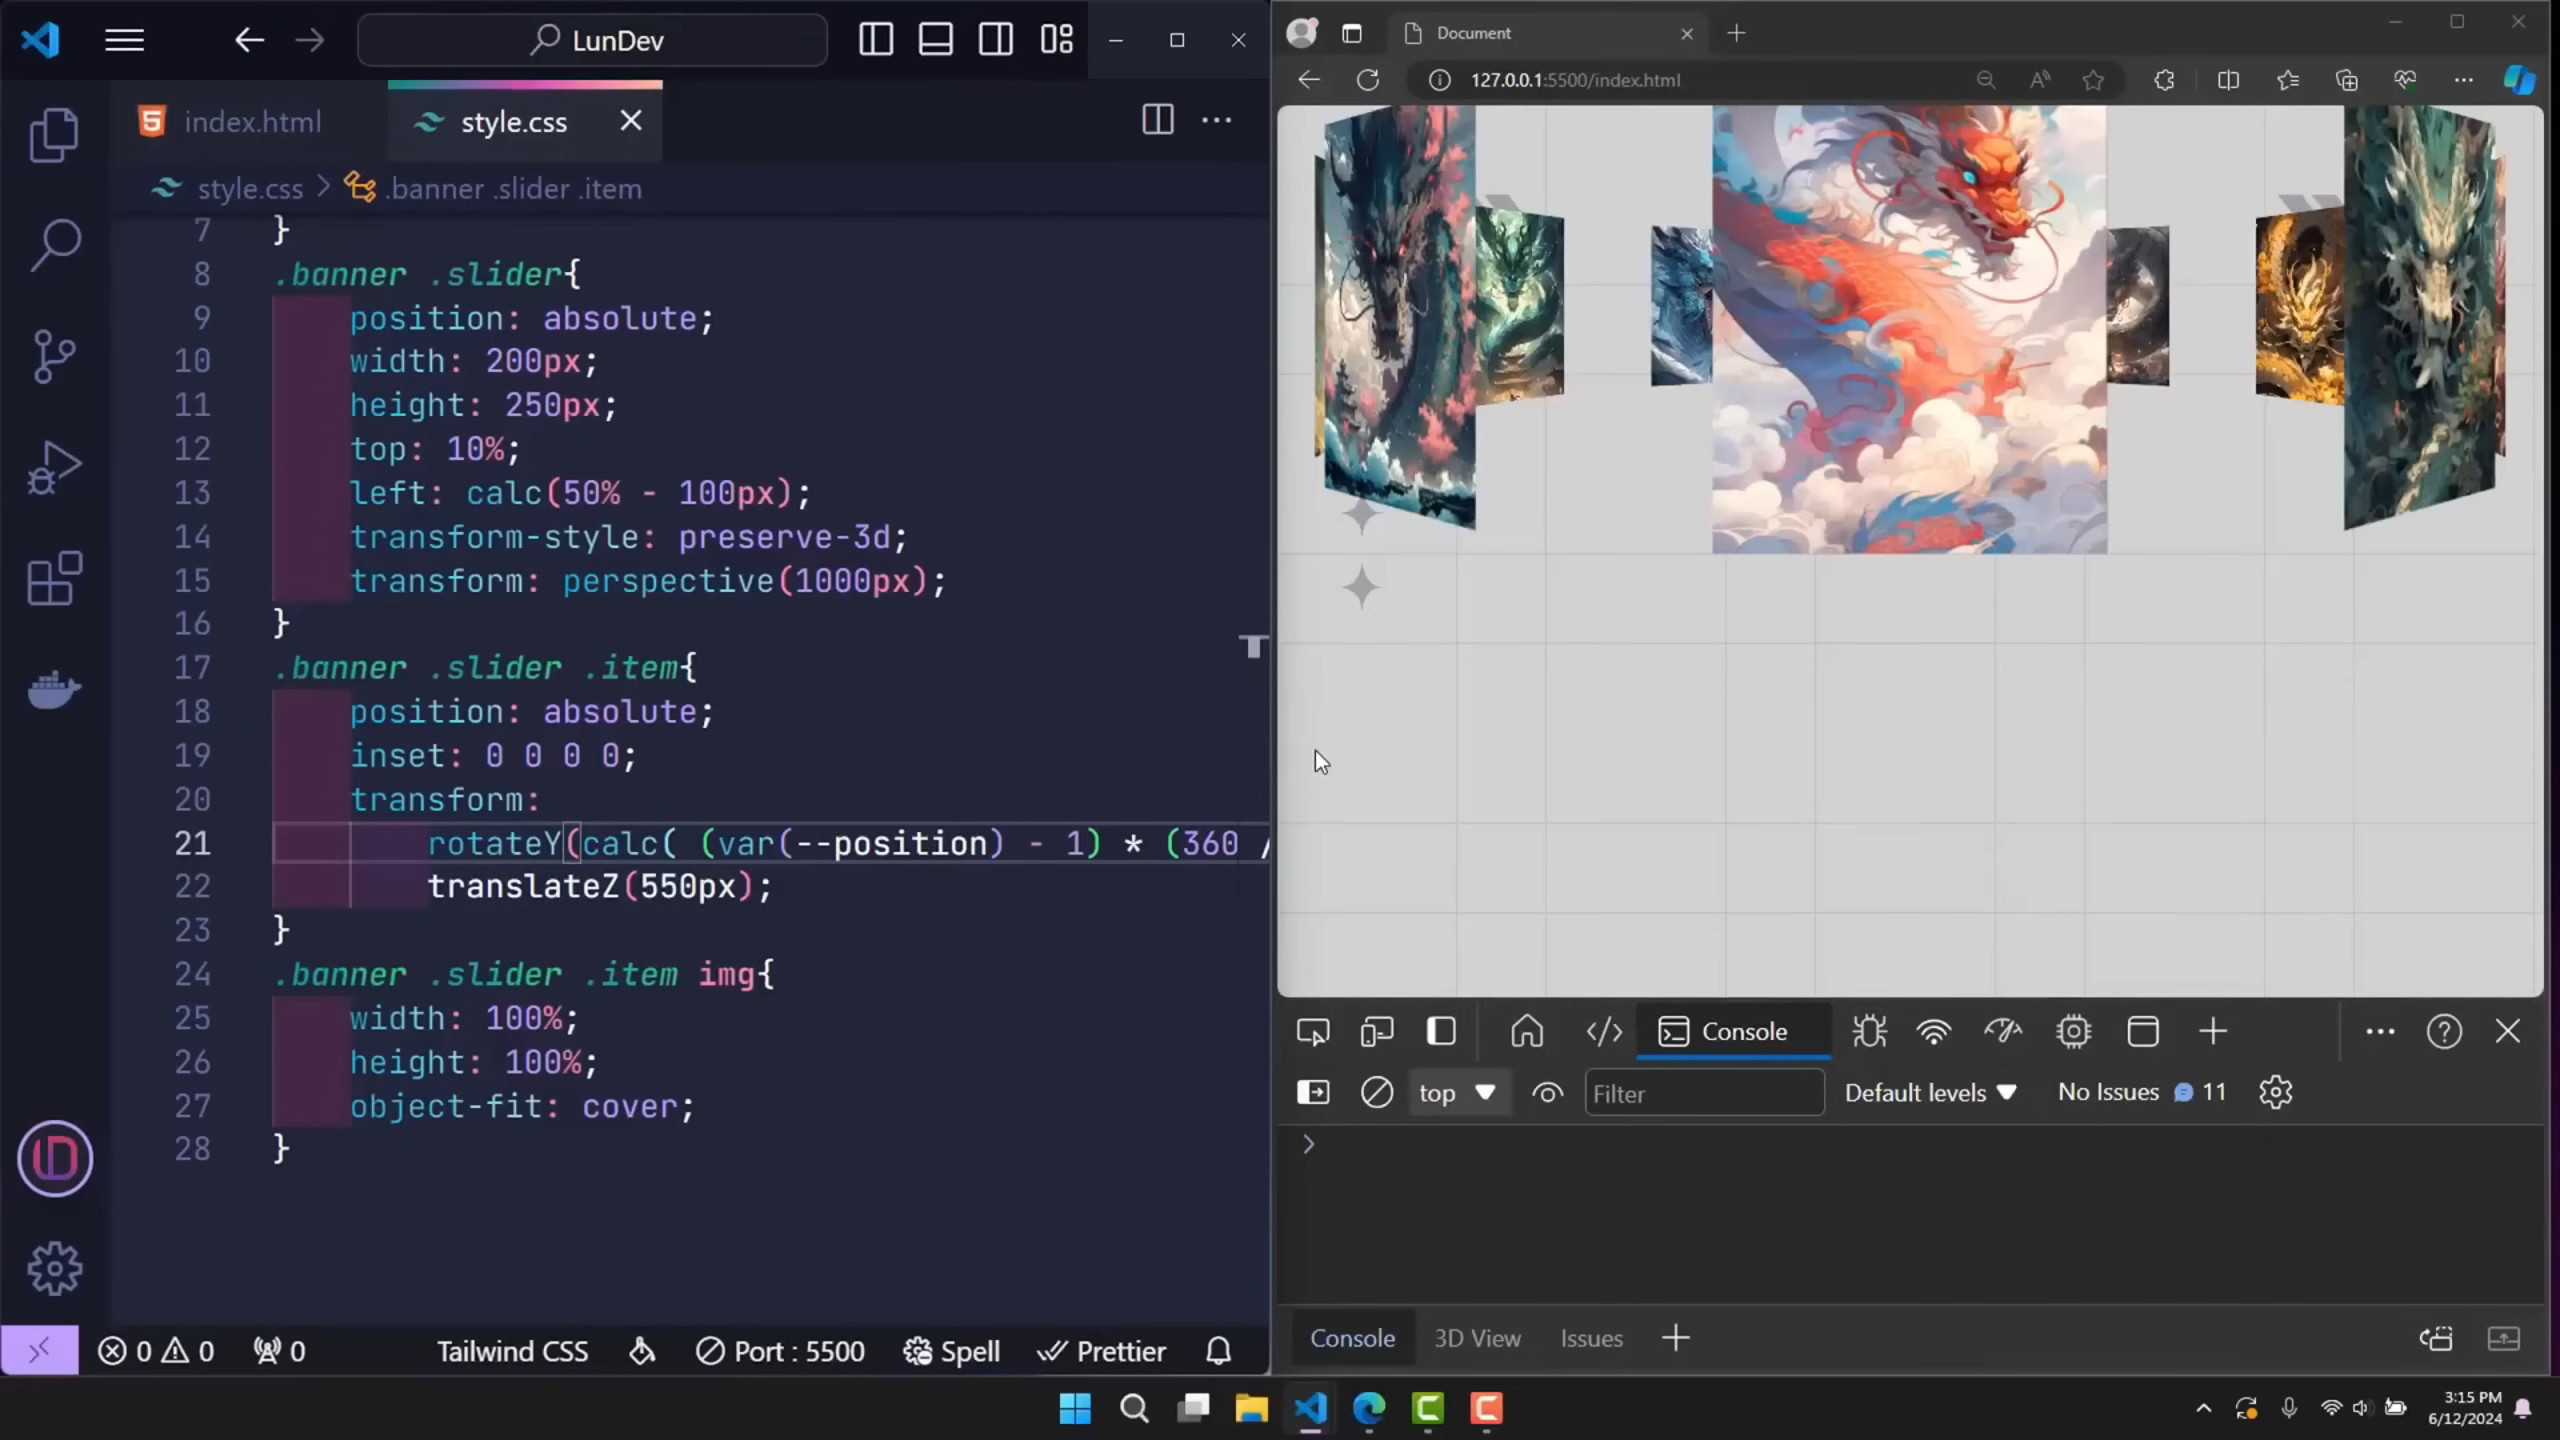 LunDev
index.html
style.css
style.css > .banner .slider .item
7 }
8 .banner .slider{
9 position: absolute;
10 width: 200px;
11 height: 250px;
12 top: 10%;
13 left: calc(50% - 100px);
14 transform-style: preserve-3d;
15 transform: perspective(1000px);
16 }
17 .banner .slider .item{
18 position: absolute;
19 inset: 0 0 0 0;
20 transform:
21 rotateY(calc( (var(--position) - 1) * (360 /
22 translateZ(550px);
23 }
24 .banner .slider .item img{
25 width: 100%;
26 height: 100%;
27 object-fit: cover;
28 }
0 0 0 Tailwind CSS Port : 5500 Spell Prettier
Document
127.0.0.1:5500/index.html
Console
top Filter Default levels No Issues 11
Console 3D View Issues
3:15 PM
6/12/2024